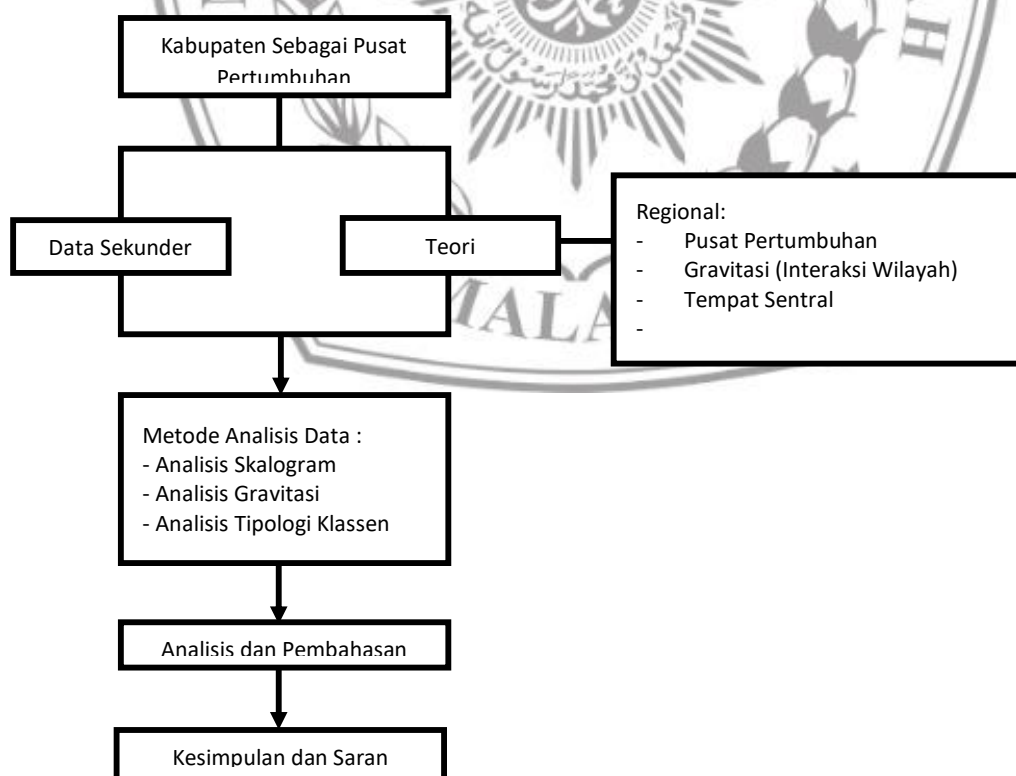 Kabupaten Sebagai Pusat
Pertumbuhan
Data Sekunder
Teori
Regional:
- Pusat Pertumbuhan
- Gravitasi (Interaksi Wilayah)
- Tempat Sentral
-
Metode Analisis Data :
- Analisis Skalogram
- Analisis Gravitasi
- Analisis Tipologi Klassen
Analisis dan Pembahasan
Kesimpulan dan Saran